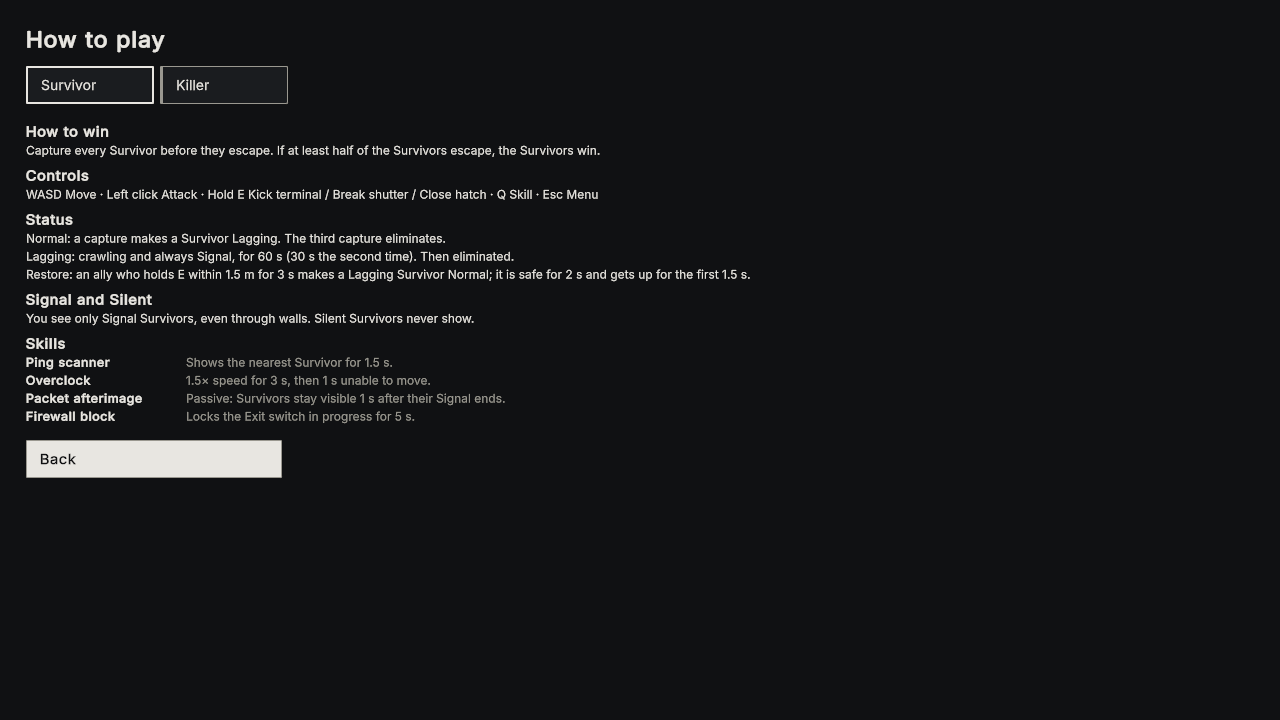 How to play
Survivor Killer
How to win
Capture every Survivor before they escape. If at least half of the Survivors escape, the Survivors win.
Controls
WASD Move · Left click Attack · Hold E Kick terminal / Break shutter / Close hatch · Q Skill · Esc Menu
Status
Normal: a capture makes a Survivor Lagging. The third capture eliminates.
Lagging: crawling and always Signal, for 60 s (30 s the second time). Then eliminated.
Restore: an ally who holds E within 1.5 m for 3 s makes a Lagging Survivor Normal; it is safe for 2 s and gets up for the first 1.5 s.
Signal and Silent
You see only Signal Survivors, even through walls. Silent Survivors never show.
Skills
Ping scanner Shows the nearest Survivor for 1.5 s.
Overclock 1.5× speed for 3 s, then 1 s unable to move.
Packet afterimage Passive: Survivors stay visible 1 s after their Signal ends.
Firewall block Locks the Exit switch in progress for 5 s.
Back